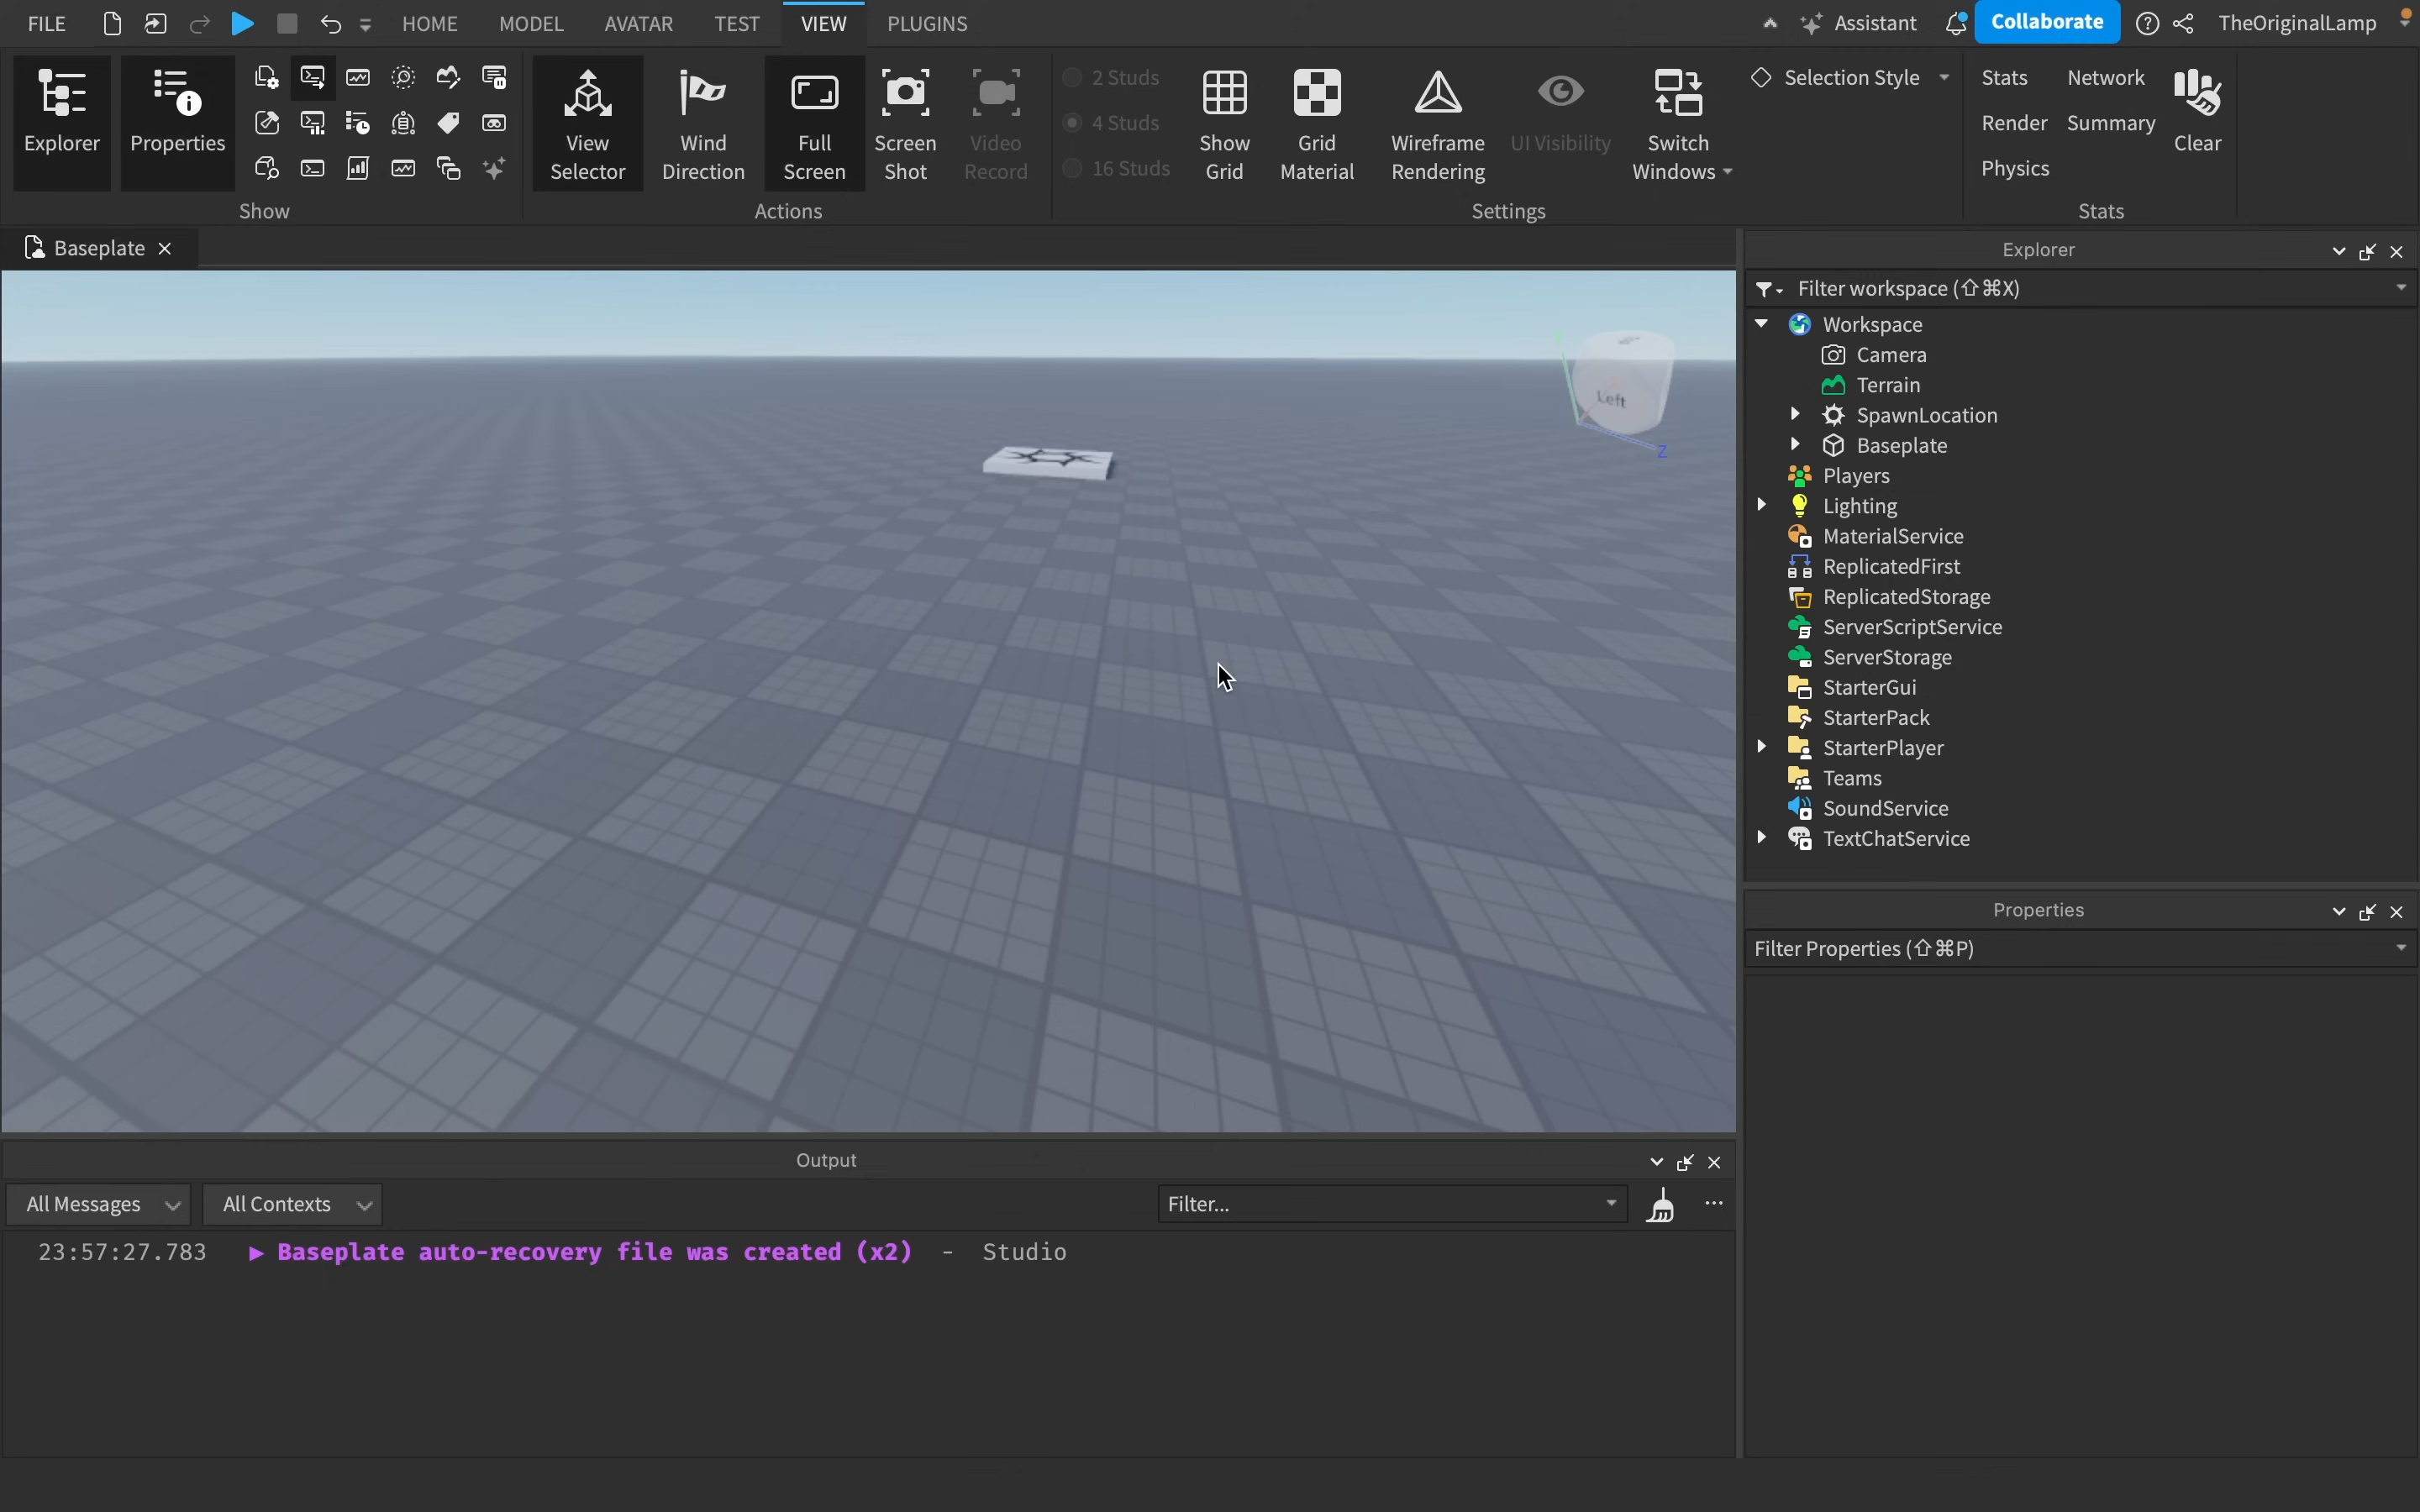 FILE HOME MODEL AVATAR TEST VIEW PLUGINS Assistant Collaborate TheOriginalLamp
Explorer
Properties
Show
View
Selector
Wind
Direction
Full
Screen
Screen
Shot
Video
Record
Actions
2 Studs
4 Studs
16 Studs
Show
Grid
Grid
Material
Wireframe
Rendering
UI Visibility
Switch
Windows
Selection Style
Settings
Stats Network
Render Summary
Physics
Clear
Stats
Baseplate
Left
Z
Explorer
Filter workspace (⇧⌘X)
Workspace
Camera
Terrain
SpawnLocation
Baseplate
Players
Lighting
MaterialService
ReplicatedFirst
ReplicatedStorage
ServerScriptService
ServerStorage
StarterGui
StarterPack
StarterPlayer
Teams
SoundService
TextChatService
Properties
Filter Properties (⇧⌘P)
Output
All Messages All Contexts Filter...
23:57:27.783 ▶ Baseplate auto-recovery file was created (x2) - Studio